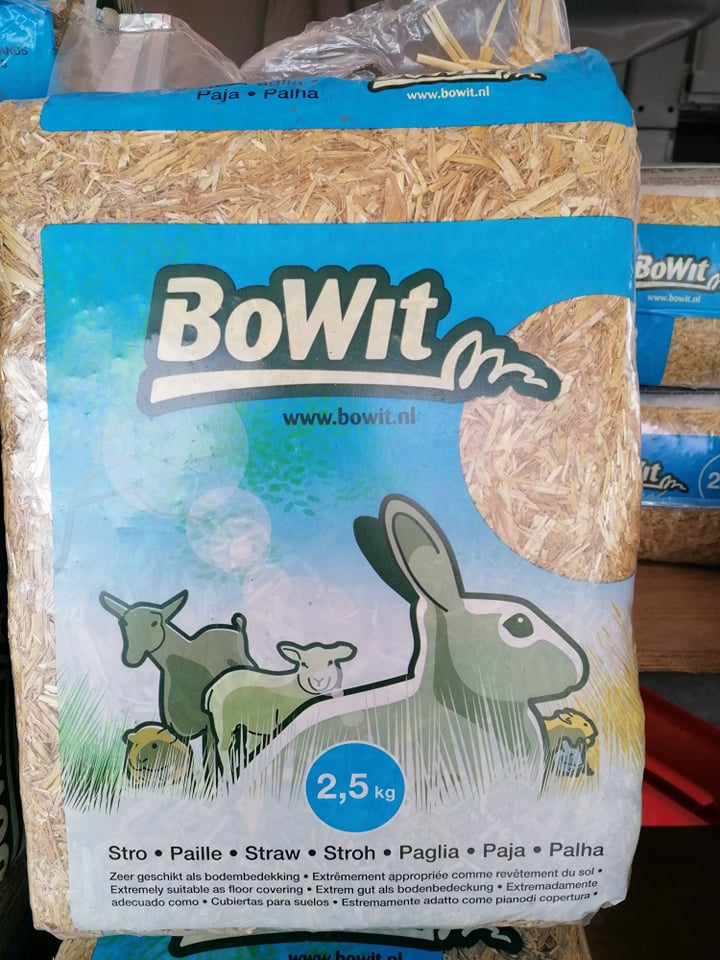 ANDS
Paja • Palha
www.bowit.nl
BoWit
www.bowit.nl
BoWit
www.bowit.nl
2
2,5 kg
Stro • Paille • Straw • Stroh • Paglia • Paja • Palha
Zeer geschikt als bodembedekking • Extrêmement appropriée comme revêtement du sol •
Extremely suitable as floor covering • Extrem gut als bodenbedeckung • Extremadamente
adecuado como • Cubiertas para suelos • Estremamente adatto come pianodi copertura •
www.bowit.nl